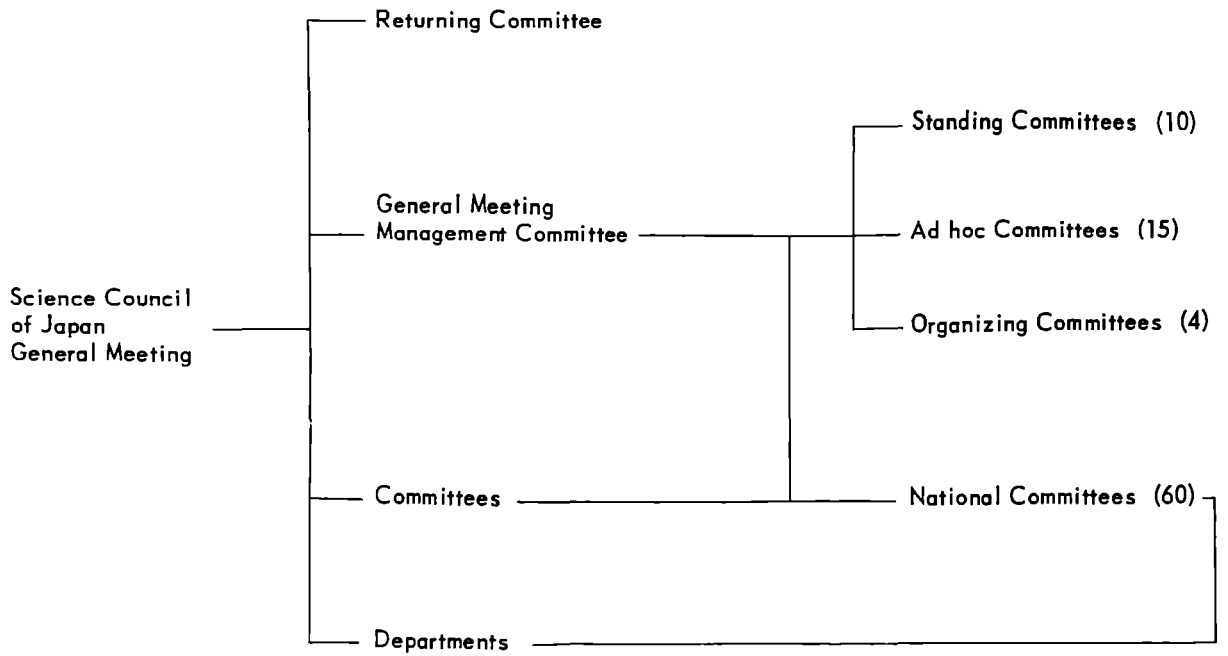 Returning Committee
Standing Committees (10)
General Meeting
Management Committee
Ad hoc Committees (15)
Science Council
of Japan
General Meeting
Organizing Committees (4)
Committees
National Committees (60)
Departments